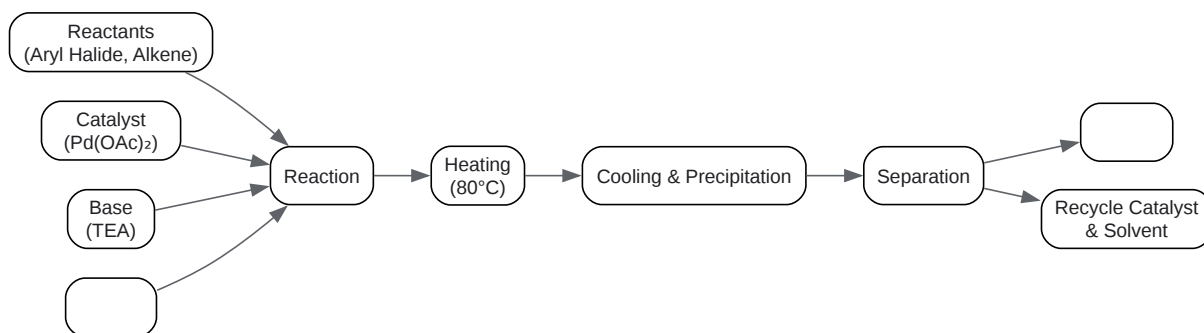 Reactants
(Aryl Halide, Alkene)
Catalyst
(Pd(OAc)₂)
Base
(TEA)
Reaction
Heating
(80°C)
Cooling & Precipitation
Separation
Recycle Catalyst
& Solvent